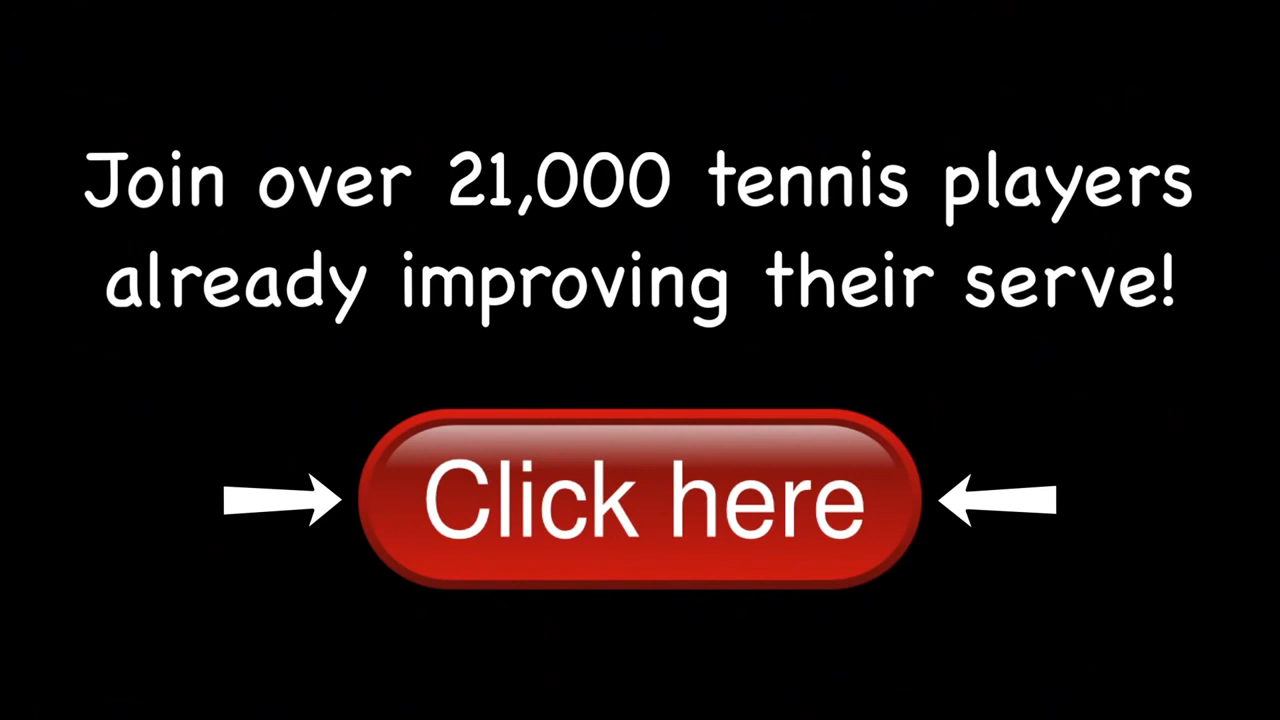 Join over 21,000 tennis players
already improving their serve!
Click here